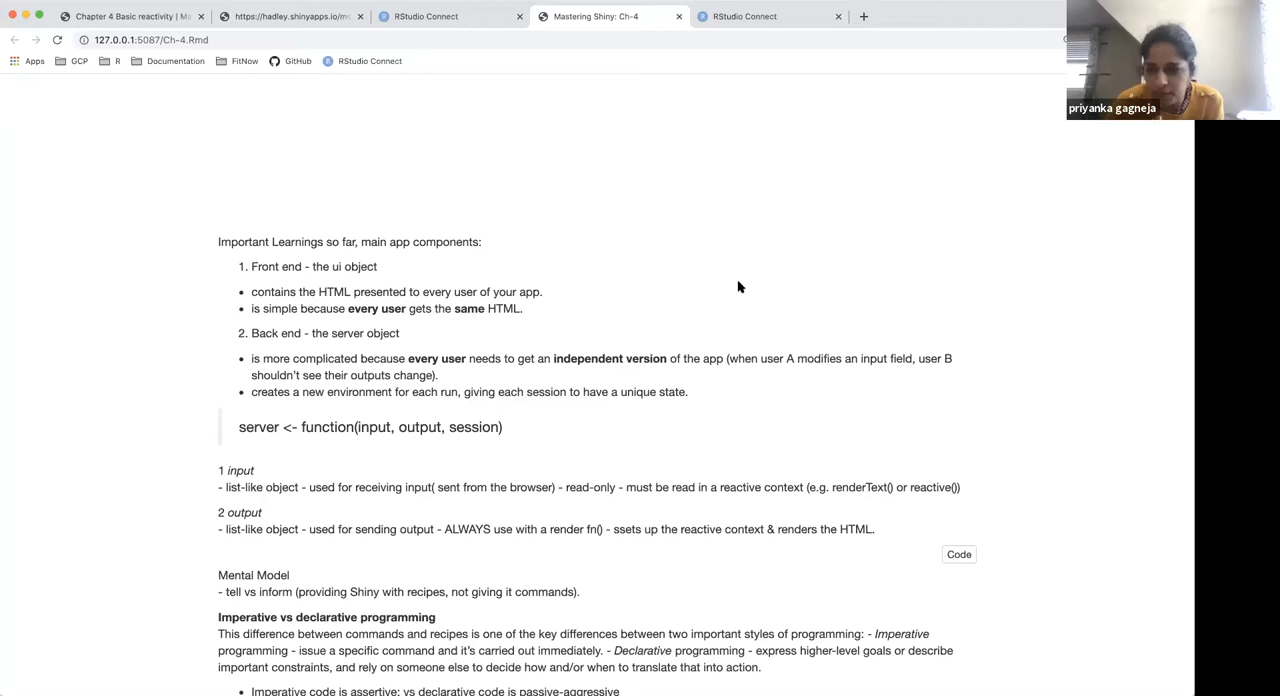 Chapter 4 Basic reactivity | Ma
https://hadley.shinyapps.io/ms
RStudio Connect
Mastering Shiny: Ch-4
RStudio Connect
127.0.0.1:5087/Ch-4.Rmd
Apps GCP R Documentation FitNow GitHub RStudio Connect
priyanka gagneja
Important Learnings so far, main app components:
1. Front end - the ui object
• contains the HTML presented to every user of your app.
• is simple because every user gets the same HTML.
2. Back end - the server object
• is more complicated because every user needs to get an independent version of the app (when user A modifies an input field, user B
shouldn't see their outputs change).
• creates a new environment for each run, giving each session to have a unique state.
server <- function(input, output, session)
1 input
- list-like object - used for receiving input( sent from the browser) - read-only - must be read in a reactive context (e.g. renderText() or reactive())
2 output
- list-like object - used for sending output - ALWAYS use with a render fn() - ssets up the reactive context & renders the HTML.
Code
Mental Model
- tell vs inform (providing Shiny with recipes, not giving it commands).
Imperative vs declarative programming
This difference between commands and recipes is one of the key differences between two important styles of programming: - Imperative
programming - issue a specific command and it's carried out immediately. - Declarative programming - express higher-level goals or describe
important constraints, and rely on someone else to decide how and/or when to translate that into action.
• Imperative code is assertive; vs declarative code is passive-aggressive